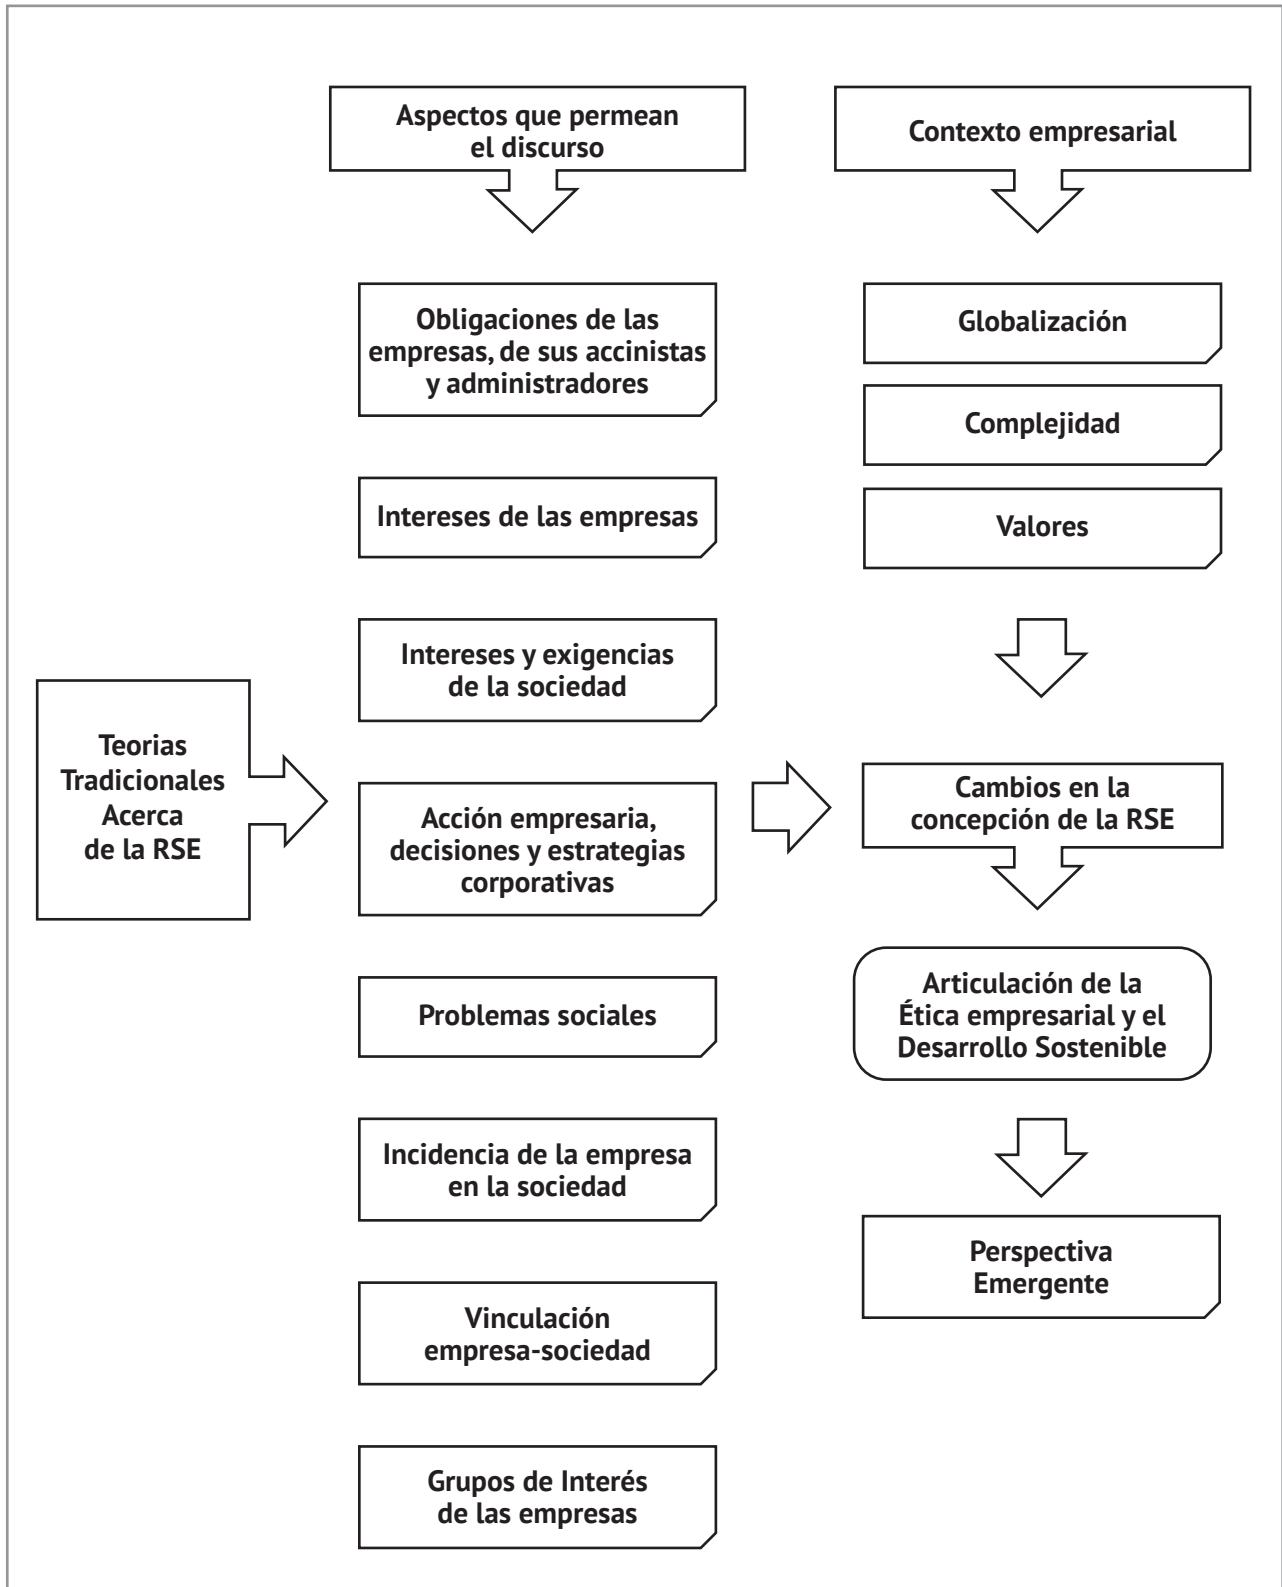 Aspectos que permean
el discurso
Contexto empresarial
Obligaciones de las
empresas, de sus accinistas
y administradores
Intereses de las empresas
Intereses y exigencias
de la sociedad
Teorias
Tradicionales
Acerca
de la RSE
Acción empresaria,
decisiones y estrategias
corporativas
Problemas sociales
Incidencia de la empresa
en la sociedad
Vinculación
empresa-sociedad
Grupos de Interés
de las empresas
Globalización
Complejidad
Valores
Cambios en la
concepción de la RSE
Articulación de la
Ética empresarial y el
Desarrollo Sostenible
Perspectiva
Emergente